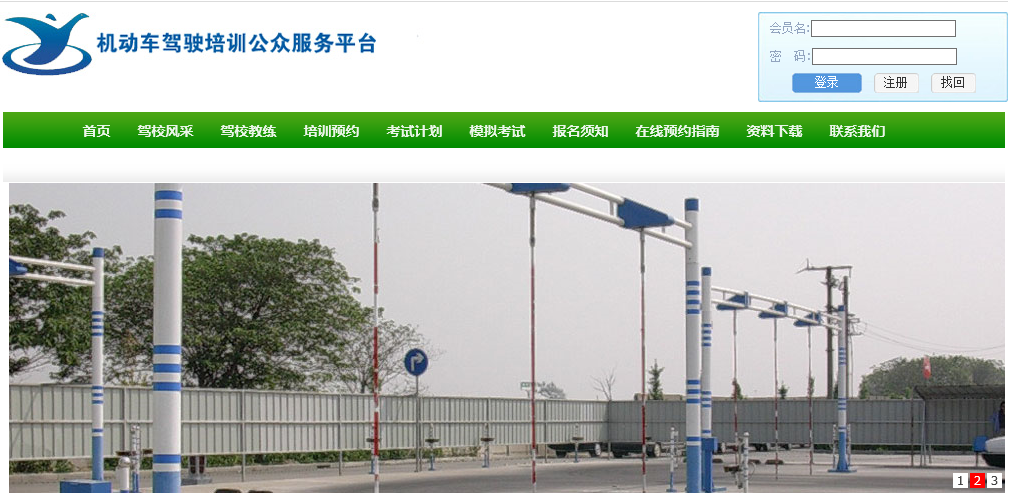 机动车驾驶培训公众服务平台
会员名:
密 码:
登录 注册 找回
首页 驾校风采 驾校教练 培训预约 考试计划 模拟考试 报名须知 在线预约指南 资料下载 联系我们
1 2 3